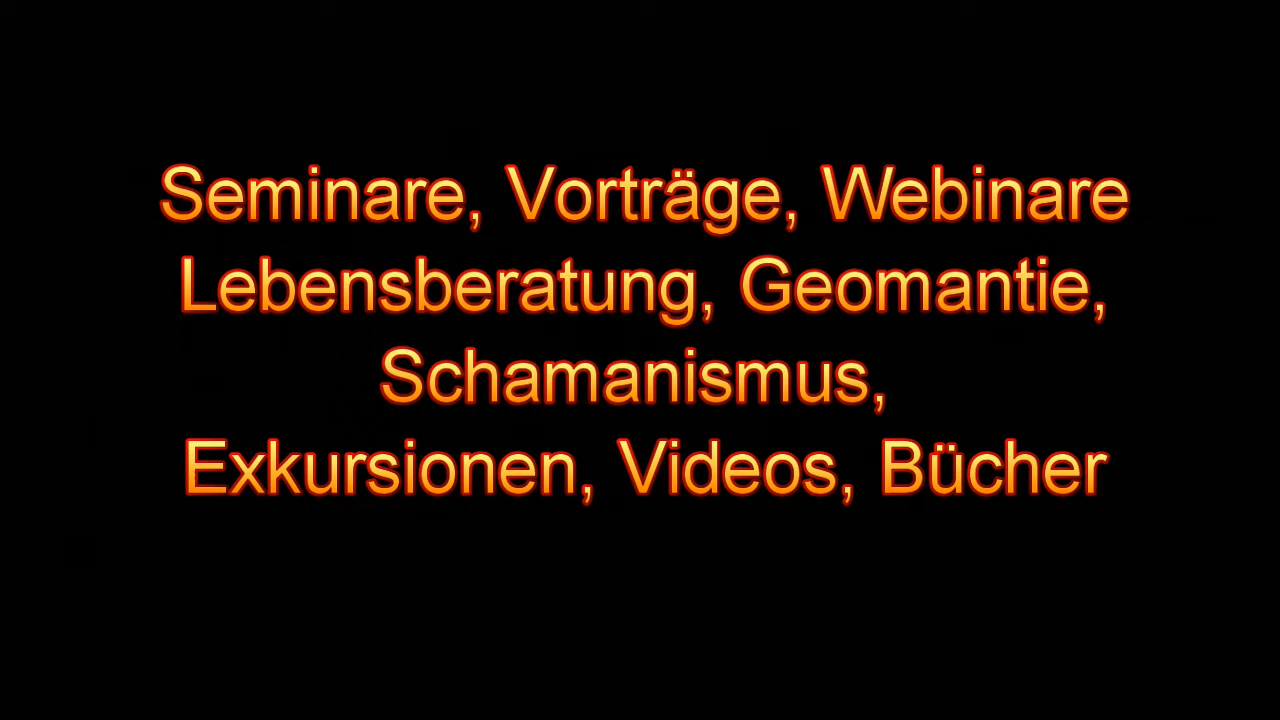 Seminare, Vorträge, Webinare
Lebensberatung, Geomantie,
Schamanismus,
Exkursionen, Videos, Bücher